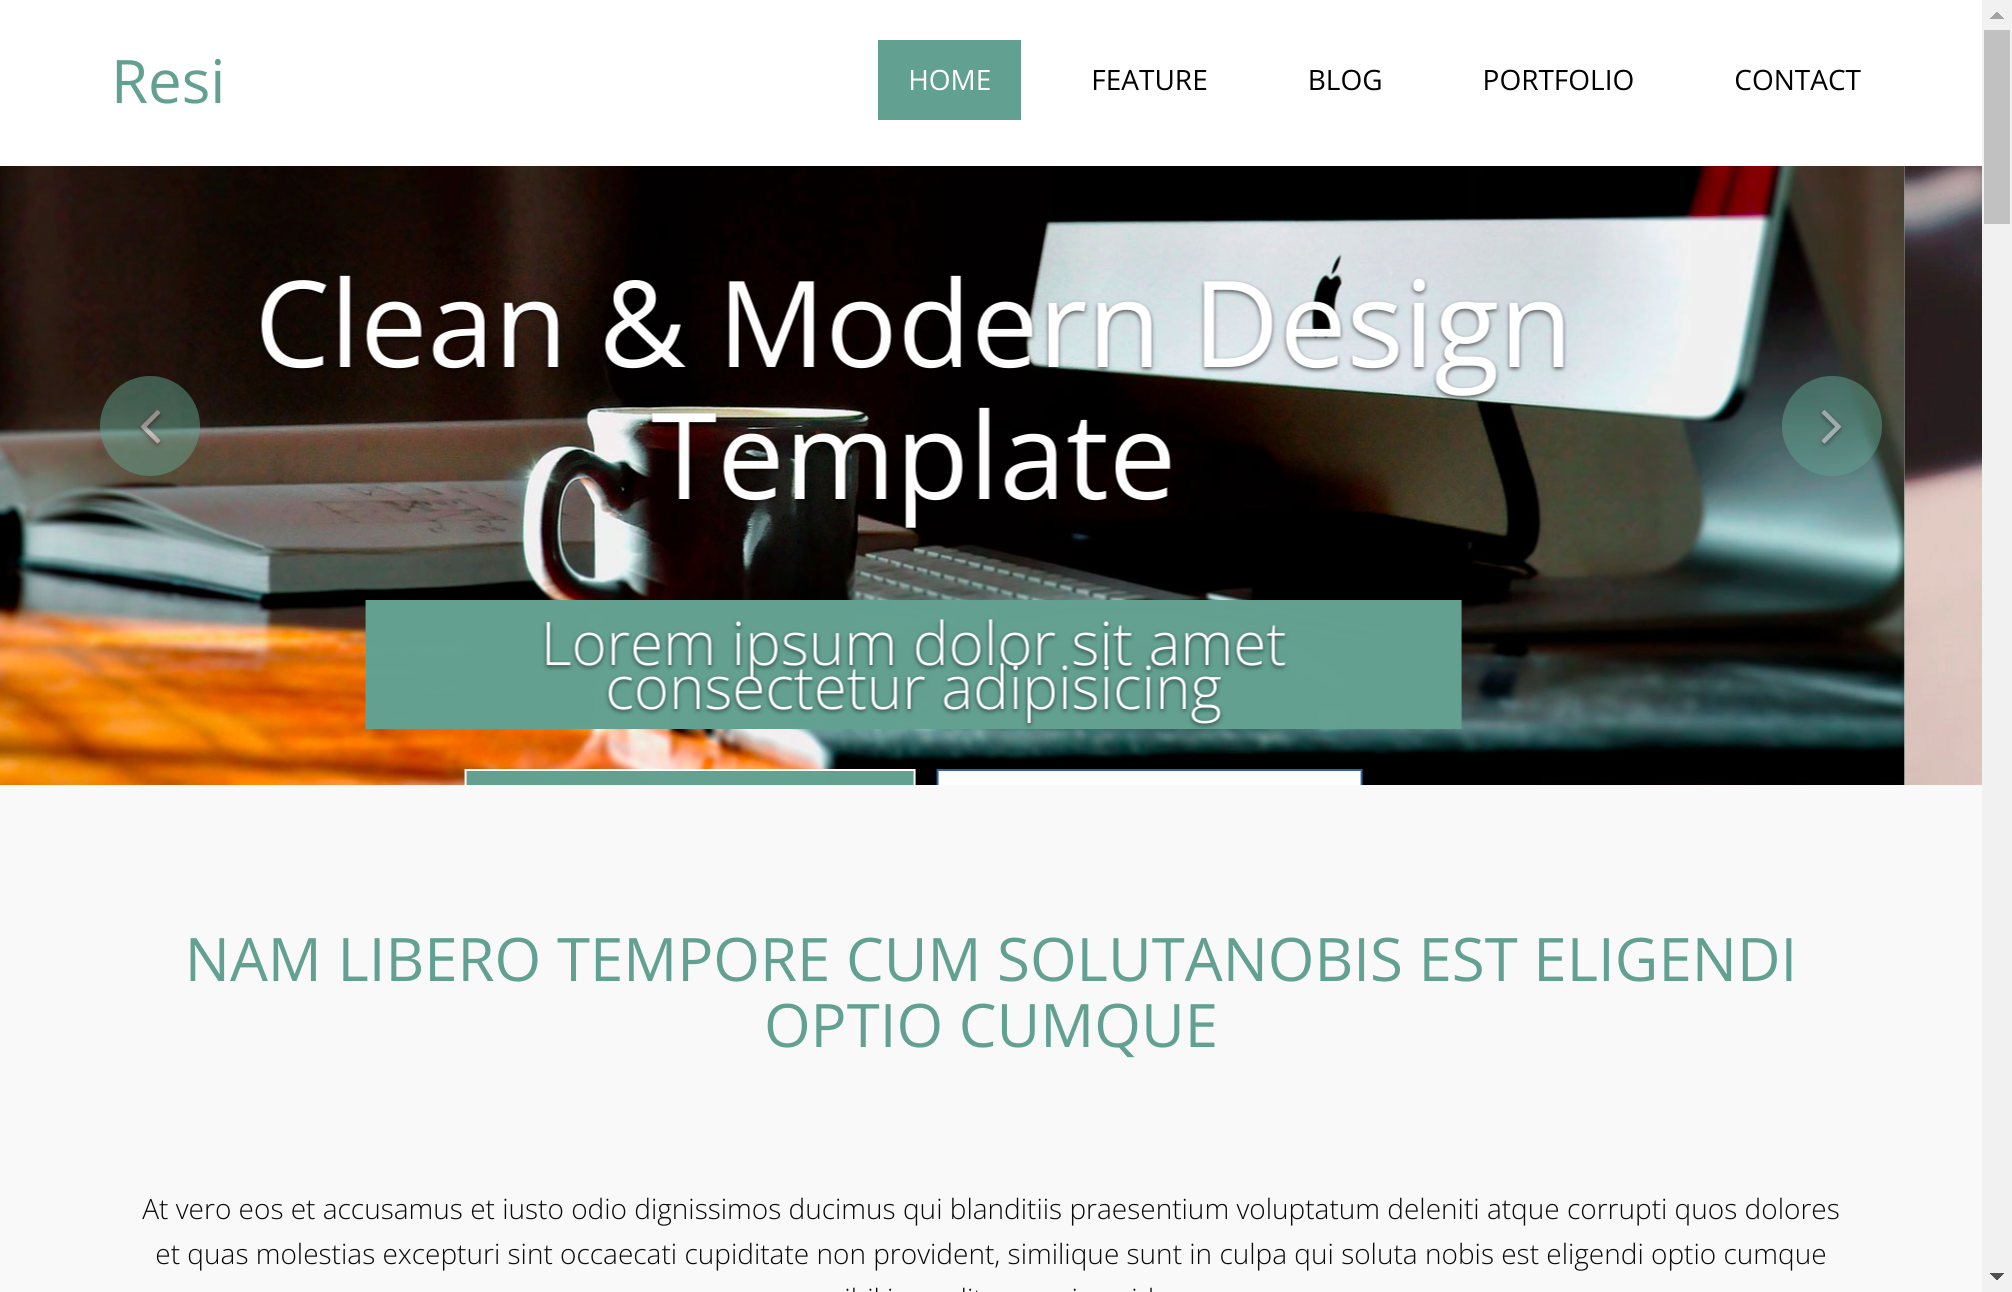 Resi
HOME FEATURE BLOG PORTFOLIO CONTACT
Clean & Modern Design
Template
Lorem ipsum dolor sit amet
consectetur adipisicing
NAM LIBERO TEMPORE CUM SOLUTANOBIS EST ELIGENDI
OPTIO CUMQUE
At vero eos et accusamus et iusto odio dignissimos ducimus qui blanditiis praesentium voluptatum deleniti atque corrupti quos dolores
et quas molestias excepturi sint occaecati cupiditate non provident, similique sunt in culpa qui soluta nobis est eligendi optio cumque